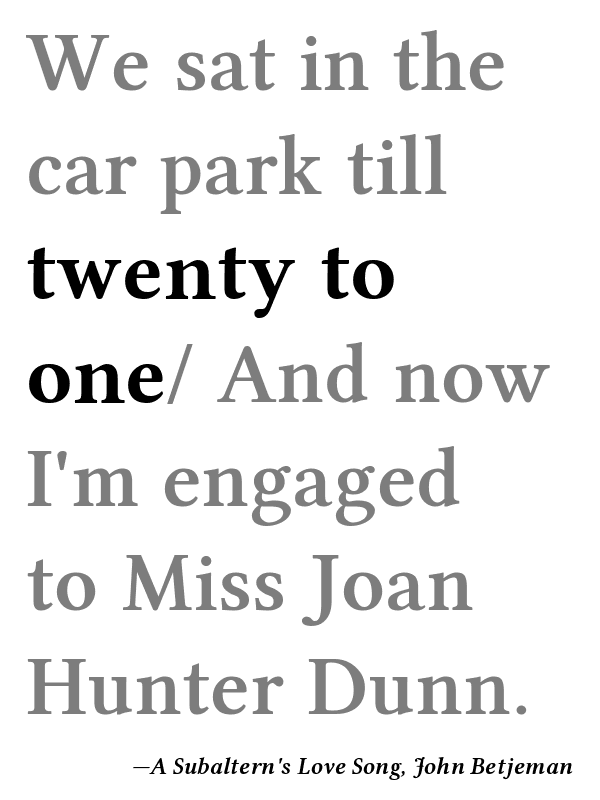 We sat in the
car park till
twenty to
one/ And now
I'm engaged
to Miss Joan
Hunter Dunn.
—A Subaltern's Love Song, John Betjeman